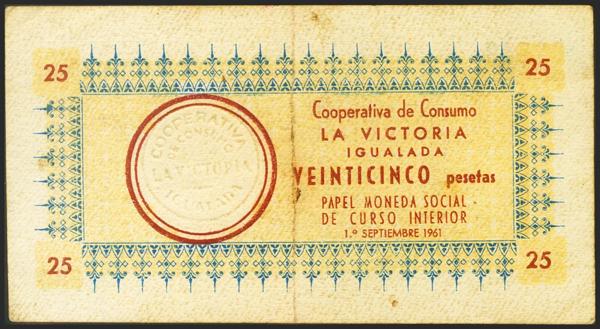 25
25
COOPERATIVA
DE CONSUMO
LA VICTORIA
IGUALADA
Cooperativa de Consumo
LA VICTORIA
IGUALADA
VEINTICINCO pesetas
PAPEL MONEDA SOCIAL -
DE CURSO INTERIOR
1.º SEPTIEMBRE 1961
25
25